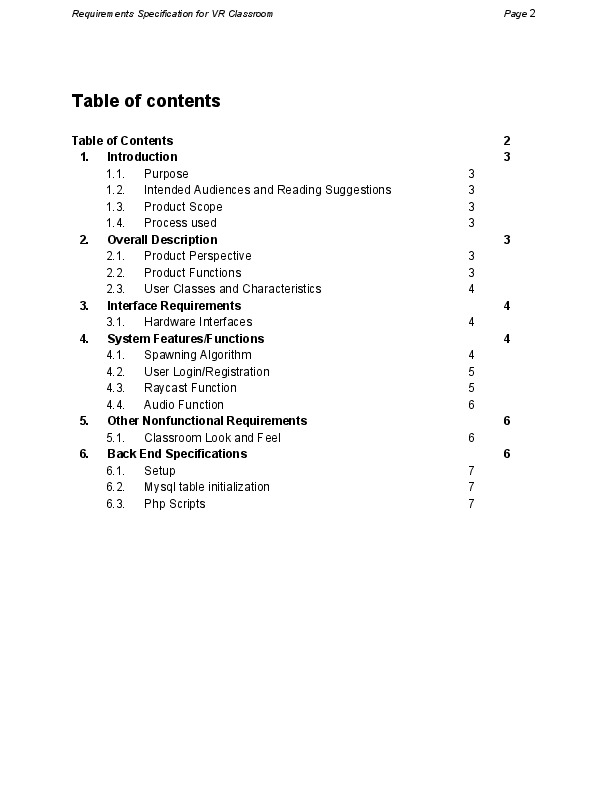 Requirements Specification for VR Classroom Page 2
Table of contents
Table of Contents 2
1. Introduction 3
1.1. Purpose 3
1.2. Intended Audiences and Reading Suggestions 3
1.3. Product Scope 3
1.4. Process used 3
2. Overall Description 3
2.1. Product Perspective 3
2.2. Product Functions 3
2.3. User Classes and Characteristics 4
3. Interface Requirements 4
3.1. Hardware Interfaces 4
4. System Features/Functions 4
4.1. Spawning Algorithm 4
4.2. User Login/Registration 5
4.3. Raycast Function 5
4.4. Audio Function 6
5. Other Nonfunctional Requirements 6
5.1. Classroom Look and Feel 6
6. Back End Specifications 6
6.1. Setup 7
6.2. Mysql table initialization 7
6.3. Php Scripts 7